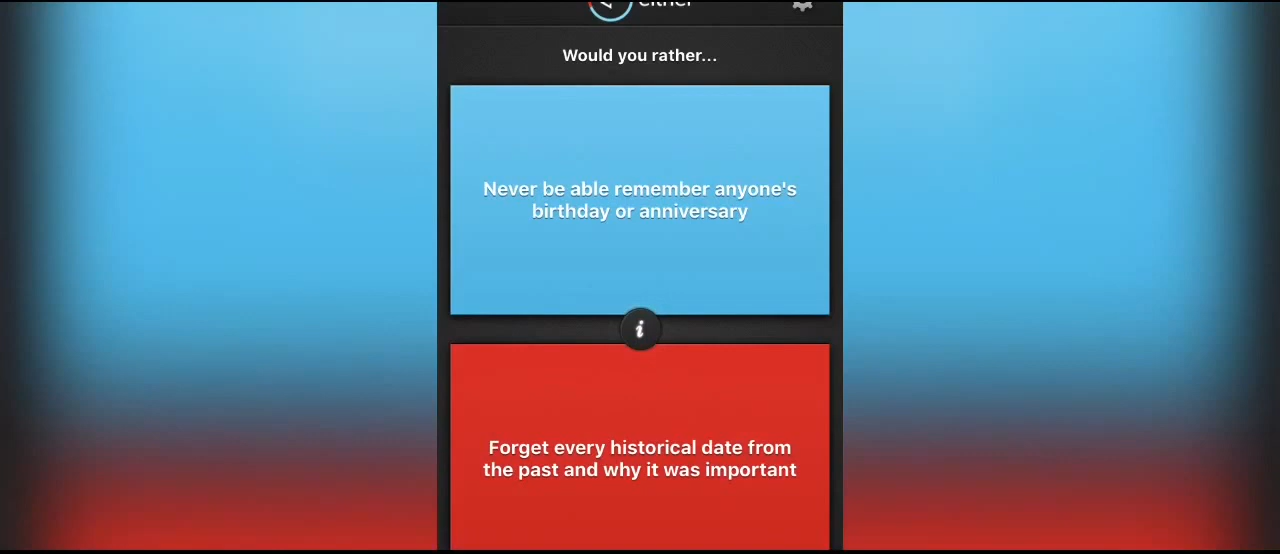 either
Would you rather...
Never be able remember anyone's
birthday or anniversary
i
Forget every historical date from
the past and why it was important